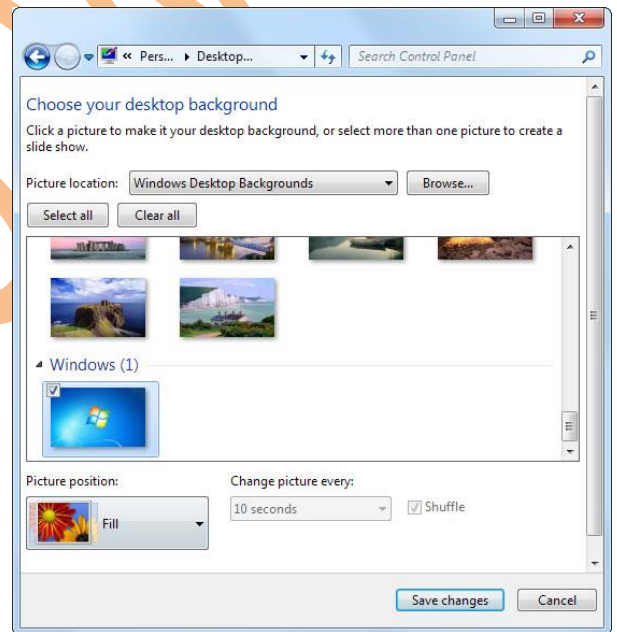 « Pers... Desktop... Search Control Panel
Choose your desktop background
Click a picture to make it your desktop background, or select more than one picture to create a
slide show.
Picture location: Windows Desktop Backgrounds Browse...
Select all Clear all
Windows (1)
Picture position: Change picture every:
Fill 10 seconds Shuffle
Save changes Cancel